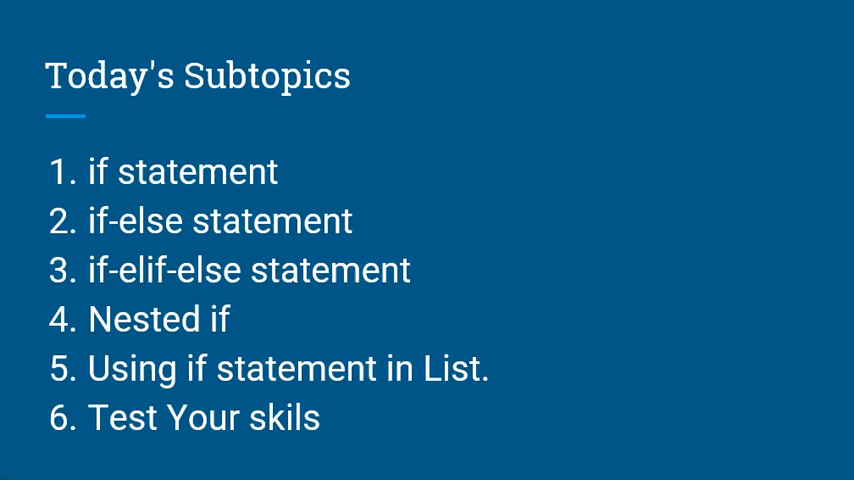 Today's Subtopics
1. if statement
2. if-else statement
3. if-elif-else statement
4. Nested if
5. Using if statement in List.
6. Test Your skils